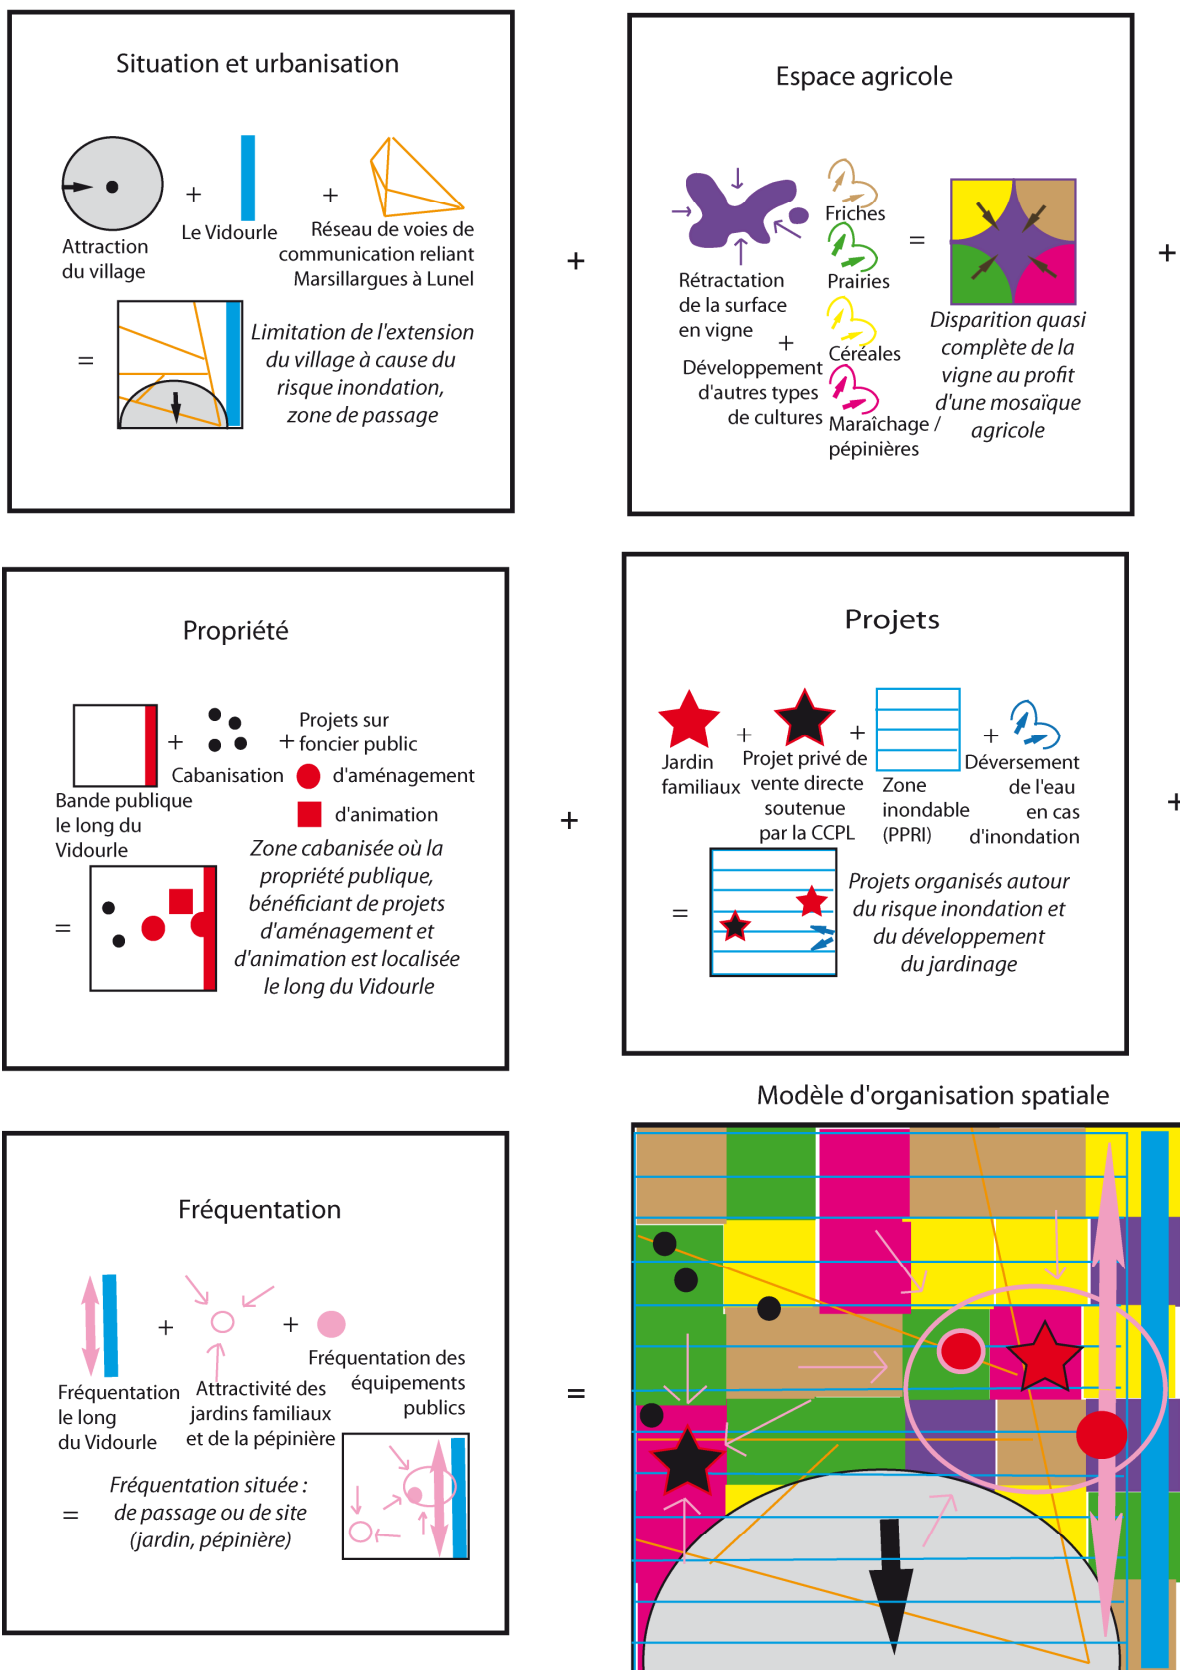 Situation et urbanisation
Attraction
du village
+
Le Vidourle
+
Réseau de voies de
communication reliant
Marsillargues à Lunel
=
Limitation de l'extension
du village à cause du
risque inondation,
zone de passage
+
Espace agricole
Rétractation
de la surface
en vigne
+
Développement
d'autres types
de cultures
Friches
Prairies
Céréales
Maraîchage /
pépinières
=
Disparition quasi
complète de la
vigne au profit
d'une mosaïque
agricole
+
Propriété
Bande publique
le long du
Vidourle
+
Cabanisation
+
Projets sur
foncier public
d'aménagement
d'animation
=
Zone cabanisée où la
propriété publique,
bénéficiant de projets
d'aménagement et
d'animation est localisée
le long du Vidourle
+
Projets
Jardin
familiaux
+
Projet privé de
vente directe
soutenue
par la CCPL
+
Zone
inondable
(PPRI)
+
Déversement
de l'eau
en cas
d'inondation
=
Projets organisés autour
du risque inondation et
du développement
du jardinage
+
Fréquentation
Fréquentation
le long
du Vidourle
+
Attractivité des
jardins familiaux
et de la pépinière
+
Fréquentation des
équipements
publics
=
Fréquentation située :
de passage ou de site
(jardin, pépinière)
=
Modèle d'organisation spatiale